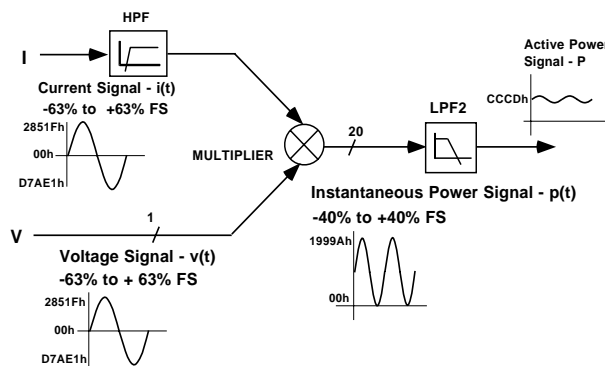 HPF
I
Current Signal - i(t)
-63% to +63% FS
2851Fh
00h
D7AE1h
MULTIPLIER
20
LPF2
Active Power
Signal - P
CCCDh
Instantaneous Power Signal - p(t)
-40% to +40% FS
1999Ah
00h
V
1
Voltage Signal - v(t)
-63% to + 63% FS
2851Fh
00h
D7AE1h